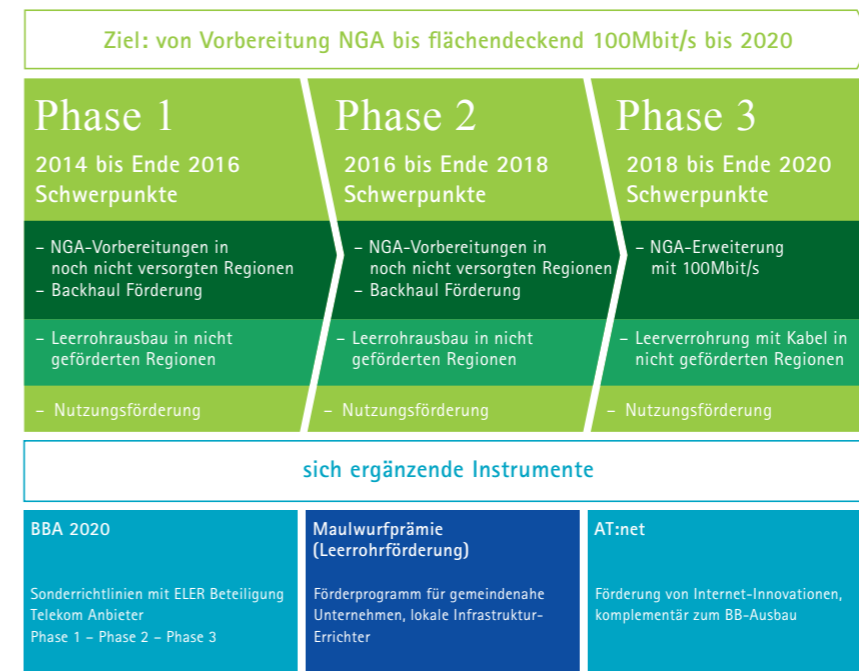 Ziel: von Vorbereitung NGA bis flächendeckend 100Mbit/s bis 2020
Phase 1
2014 bis Ende 2016
Schwerpunkte
– NGA-Vorbereitungen in
noch nicht versorgten Regionen
– Backhaul Förderung
– Leerrohrausbau in nicht
geförderten Regionen
– Nutzungsförderung
Phase 2
2016 bis Ende 2018
Schwerpunkte
– NGA-Vorbereitungen in
noch nicht versorgten Regionen
– Backhaul Förderung
– Leerrohrausbau in nicht
geförderten Regionen
– Nutzungsförderung
Phase 3
2018 bis Ende 2020
Schwerpunkte
– NGA-Erweiterung
mit 100Mbit/s
– Leerverrohrung mit Kabel in
nicht geförderten Regionen
– Nutzungsförderung
sich ergänzende Instrumente
BBA 2020
Sonderrichtlinien mit ELER Beteiligung
Telekom Anbieter
Phase 1 – Phase 2 – Phase 3
Maulwurfprämie
(Leerrohrförderung)
Förderprogramm für gemeindenahe
Unternehmen, lokale Infrastruktur-
Errichter
AT:net
Förderung von Internet-Innovationen,
komplementär zum BB-Ausbau